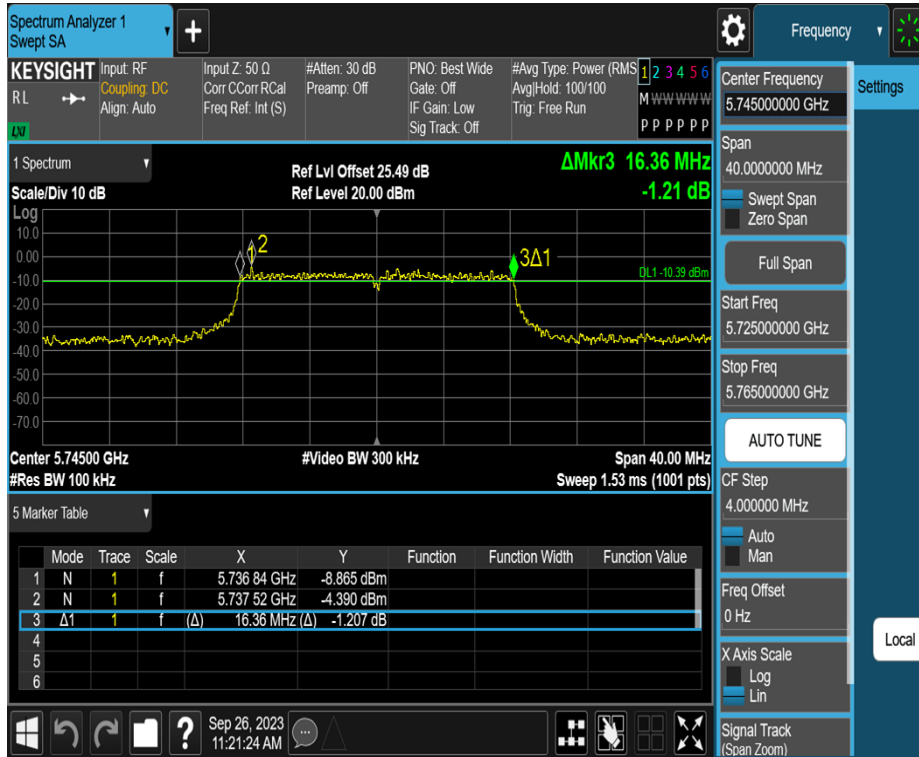 Spectrum Analyzer 1
Swept SA
+
Frequency
KEYSIGHT
R L
LXI
Input: RF
Coupling: DC
Align: Auto
Input Z: 50 Ω
Corr CCorr RCal
Freq Ref: Int (S)
#Atten: 30 dB
Preamp: Off
PNO: Best Wide
Gate: Off
IF Gain: Low
Sig Track: Off
#Avg Type: Power (RMS
Avg|Hold: 100/100
Trig: Free Run
1 2 3 4 5 6
M W W W W W
P P P P P P
1 Spectrum
Scale/Div 10 dB
Ref Lvl Offset 25.49 dB
Ref Level 20.00 dBm
ΔMkr3 16.36 MHz
-1.21 dB
Log
10.0
0.00
-10.0
-20.0
-30.0
-40.0
-50.0
-60.0
-70.0
2
3Δ1
DL1 -10.39 dBm
Center 5.74500 GHz
#Video BW 300 kHz
Span 40.00 MHz
#Res BW 100 kHz
Sweep 1.53 ms (1001 pts)
5 Marker Table
Mode Trace Scale X Y Function Function Width Function Value
1 N 1 f 5.736 84 GHz -8.865 dBm
2 N 1 f 5.737 52 GHz -4.390 dBm
3 Δ1 1 f (Δ) 16.36 MHz (Δ) -1.207 dB
4
5
6
?
Sep 26, 2023
11:21:24 AM
Center Frequency
5.745000000 GHz
Span
40.0000000 MHz
Swept Span
Zero Span
Full Span
Start Freq
5.725000000 GHz
Stop Freq
5.765000000 GHz
AUTO TUNE
CF Step
4.000000 MHz
Auto
Man
Freq Offset
0 Hz
X Axis Scale
Log
Lin
Signal Track
(Span Zoom)
Settings
Local